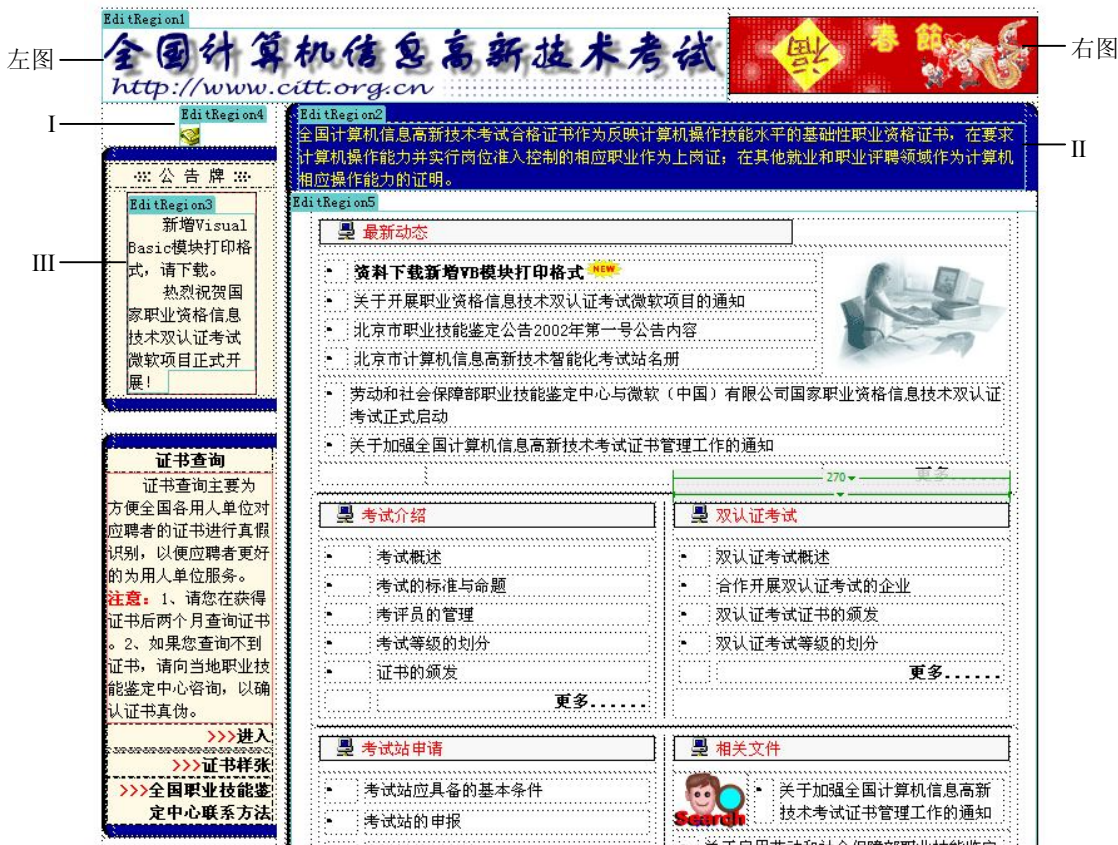 EditRegion1
全国计算机信息高新技术考试
http://www.citt.org.cn
春節
福
左图
右图
I
EditRegion4
EditRegion2
全国计算机信息高新技术考试合格证书作为反映计算机操作技能水平的基础性职业资格证书，在要求
计算机操作能力并实行岗位准入控制的相应职业作为上岗证；在其他就业和职业评聘领域作为计算机
相应操作能力的证明。
II
公 告 牌
EditRegion3
新增Visual
Basic模块打印格
式，请下载。
热烈祝贺国
家职业资格信息
技术双认证考试
微软项目正式开
展！
III
证书查询
证书查询主要为
方便全国各用人单位对
应聘者的证书进行真假
识别，以便应聘者更好
的为用人单位服务。
注意：1、请您在获得
证书后两个月查询证书
。2、如果您查询不到
证书，请向当地职业技
能鉴定中心咨询，以确
认证书真伪。
>>>进入
>>>证书样张
>>>全国职业技能鉴
定中心联系方法
EditRegion5
最新动态
资料下载新增VB模块打印格式 NEW
关于开展职业资格信息技术双认证考试微软项目的通知
北京市职业技能鉴定公告2002年第一号公告内容
北京市计算机信息高新技术智能化考试站名册
劳动和社会保障部职业技能鉴定中心与微软（中国）有限公司国家职业资格信息技术双认证
考试正式启动
关于加强全国计算机信息高新技术考试证书管理工作的通知
更多......
270
考试介绍
考试概述
考试的标准与命题
考评员的管理
考试等级的划分
证书的颁发
更多......
双认证考试
双认证考试概述
合作开展双认证考试的企业
双认证考试证书的颁发
双认证考试等级的划分
更多......
考试站申请
考试站应具备的基本条件
考试站的申报
相关文件
Search
关于加强全国计算机信息高新
技术考试证书管理工作的通知
关于启用劳动和社会保障部职业技能鉴定